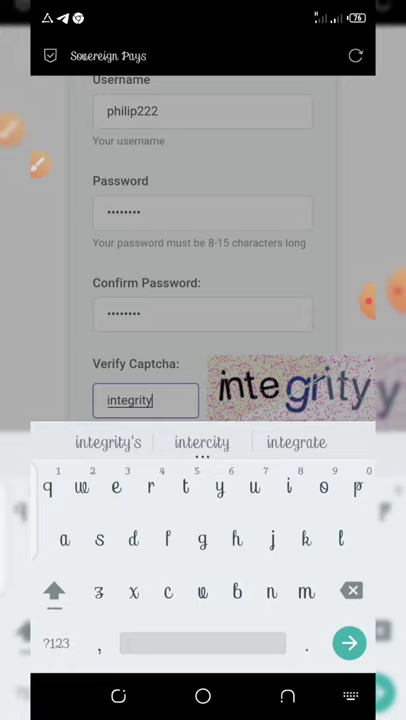 76
Sovereign Pays
Username
philip222
Your username
Password
••••••••
Your password must be 8-15 characters long
Confirm Password:
••••••••
Verify Captcha:
integrity
integrity
integrity's intercity integrate
1 2 3 4 5 6 7 8 9 0
q w e r t y u i o p
a s d f g h j k l
z x c v b n m
?123 , .